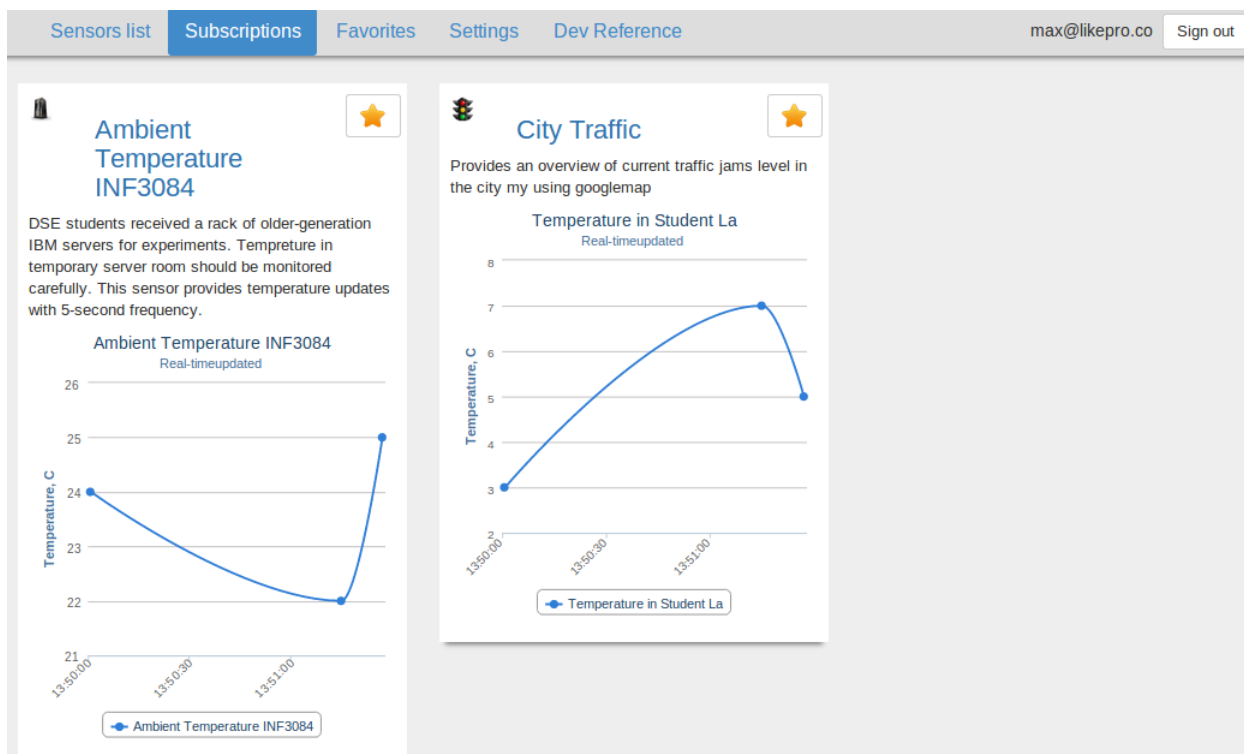 Sensors list Subscriptions Favorites Settings Dev Reference max@likepro.co Sign out
Ambient
Temperature
INF3084
DSE students received a rack of older-generation
IBM servers for experiments. Tempreture in
temporary server room should be monitored
carefully. This sensor provides temperature updates
with 5-second frequency.
Ambient Temperature INF3084
Real-timeupdated
Temperature, C
26
25
24
23
22
21
13:50:00 13:50:30 13:51:00
Ambient Temperature INF3084
City Traffic
Provides an overview of current traffic jams level in
the city my using googlemap
Temperature in Student La
Real-timeupdated
Temperature, C
8
7
6
5
4
3
2
13:50:00 13:50:30 13:51:00
Temperature in Student La